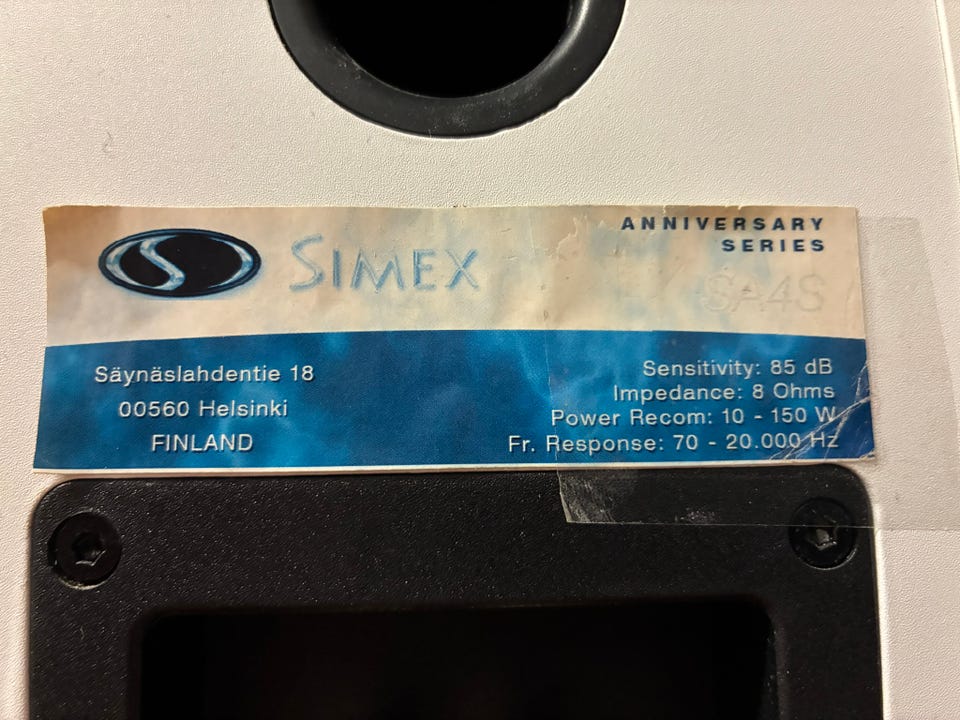 SIMEX
ANNIVERSARY
SERIES
SA4S
Säynäslahdentie 18
00560 Helsinki
FINLAND
Sensitivity: 85 dB
Impedance: 8 Ohms
Power Recom: 10 - 150 W
Fr. Response: 70 - 20.000 Hz